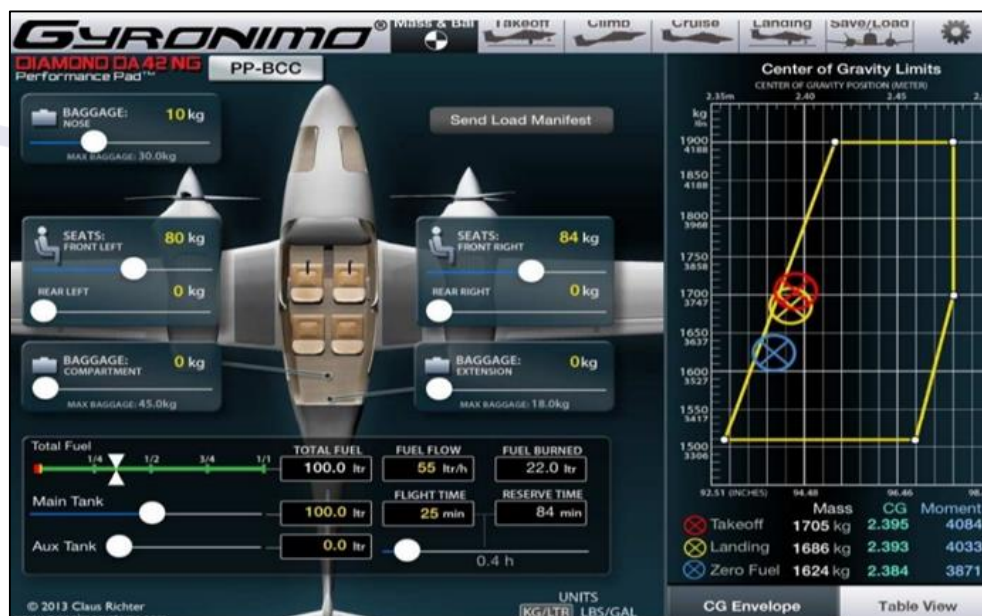 GYRONIMO®
Mass & Bal Takeoff Climb Cruise Landing Save/Load
DIAMOND DA42 NG
Performance Pad™
PP-BCC
BAGGAGE: 10 kg
NOSE
MAX BAGGAGE: 30.0kg
Send Load Manifest
SEATS: 80 kg
FRONT LEFT
REAR LEFT 0 kg
SEATS: 84 kg
FRONT RIGHT
REAR RIGHT 0 kg
BAGGAGE: 0 kg
COMPARTMENT
MAX BAGGAGE: 45.0kg
BAGGAGE: 0 kg
EXTENSION
MAX BAGGAGE: 18.0kg
Total Fuel
1/4 1/2 3/4 1/1
Main Tank
Aux Tank
TOTAL FUEL
100.0 ltr
100.0 ltr
0.0 ltr
FUEL FLOW
55 ltr/h
FUEL BURNED
22.0 ltr
FLIGHT TIME
25 min
RESERVE TIME
84 min
0.4 h
© 2013 Claus Richter
UNITS
KG/LTR LBS/GAL
Center of Gravity Limits
CENTER OF GRAVITY POSITION (METER)
2.35m 2.40 2.45
kg
lbs
1900
4188
1850
4188
1800
3968
1750
3858
1700
3747
1650
3637
1600
3527
1550
3417
1500
3306
92.51 (INCHES) 94.48 96.46 98.
Mass CG Moment
Takeoff 1705 kg 2.395 4084
Landing 1686 kg 2.393 4033
Zero Fuel 1624 kg 2.384 3871
CG Envelope Table View